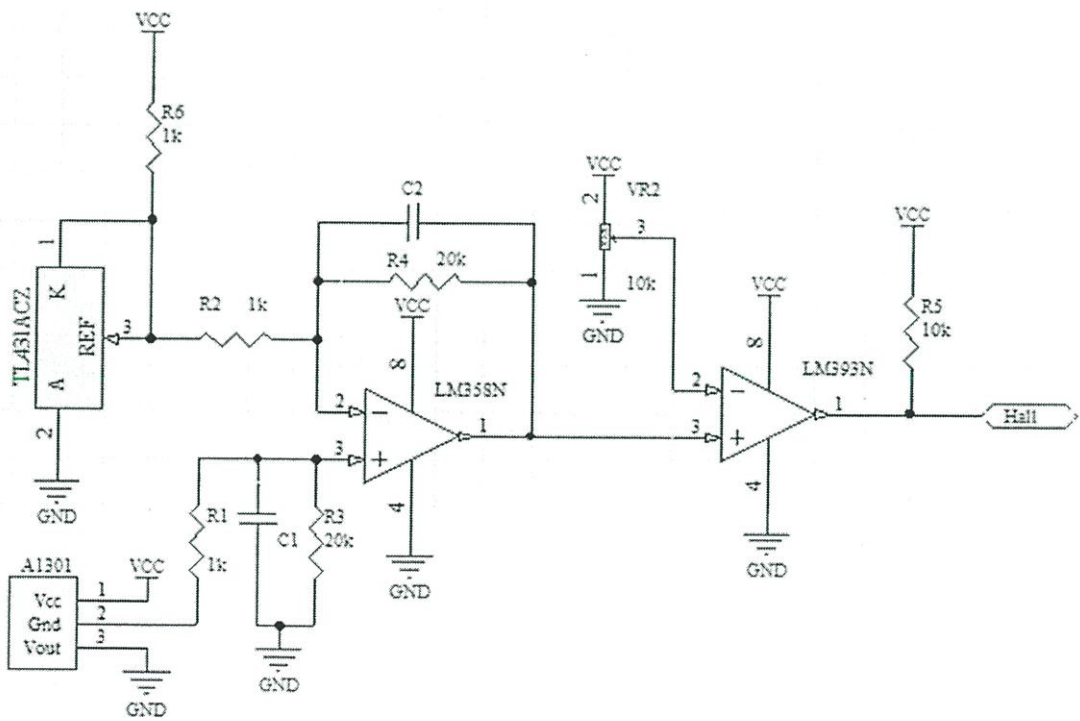 VCC
R6
1k
1
K
TL431ACZ
REF
3
A
2
GND
R2 1k
C2
R4 20k
VCC
8
LM358N
2
3
1
4
GND
R1
1k
C1
R3
20k
GND
A1301
Vcc
Gnd
Vout
1
2
3
VCC
GND
VCC
VR2
2
3
1
10k
GND
VCC
8
LM393N
2
3
1
4
GND
VCC
R5
10k
Hall